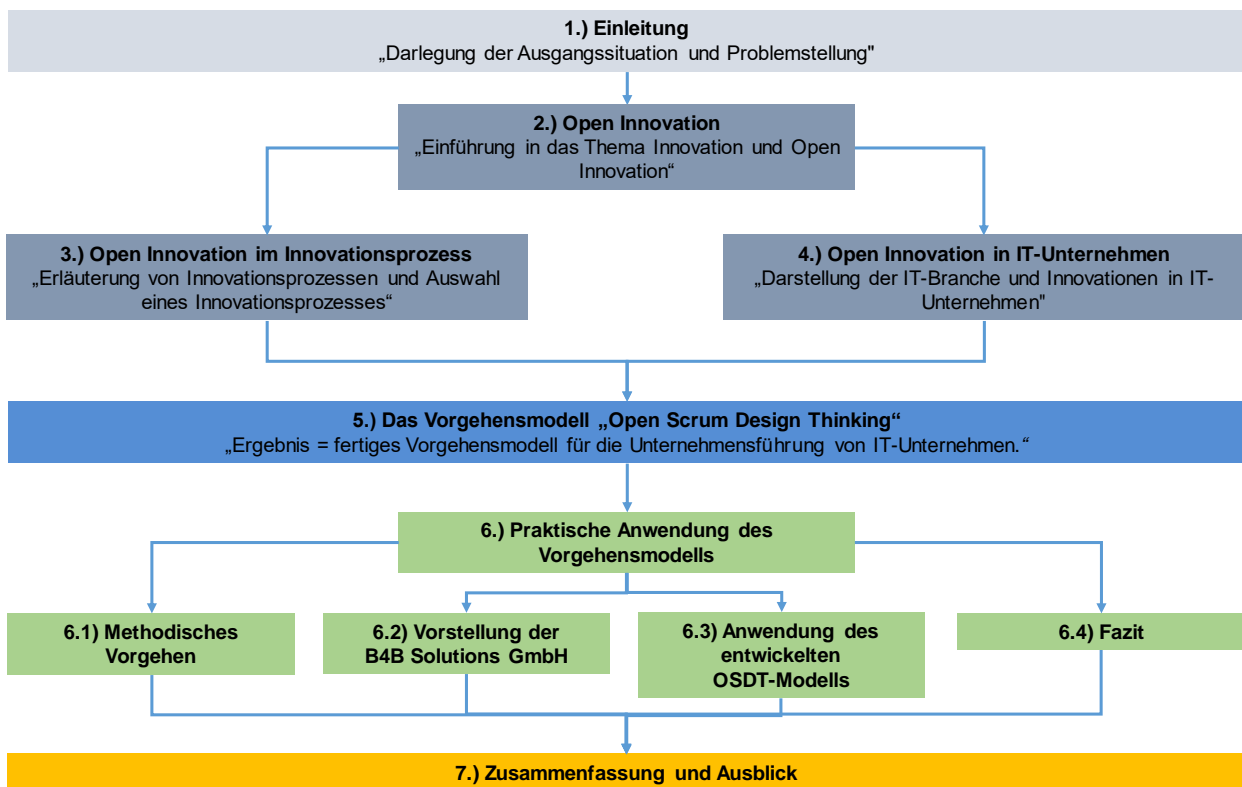 1.) Einleitung
„Darlegung der Ausgangssituation und Problemstellung"
2.) Open Innovation
„Einführung in das Thema Innovation und Open
Innovation“
3.) Open Innovation im Innovationsprozess
„Erläuterung von Innovationsprozessen und Auswahl
eines Innovationsprozesses“
4.) Open Innovation in IT-Unternehmen
„Darstellung der IT-Branche und Innovationen in IT-
Unternehmen"
5.) Das Vorgehensmodell „Open Scrum Design Thinking“
„Ergebnis = fertiges Vorgehensmodell für die Unternehmensführung von IT-Unternehmen.“
6.) Praktische Anwendung des
Vorgehensmodells
6.1) Methodisches
Vorgehen
6.2) Vorstellung der
B4B Solutions GmbH
6.3) Anwendung des
entwickelten
OSDT-Modells
6.4) Fazit
7.) Zusammenfassung und Ausblick